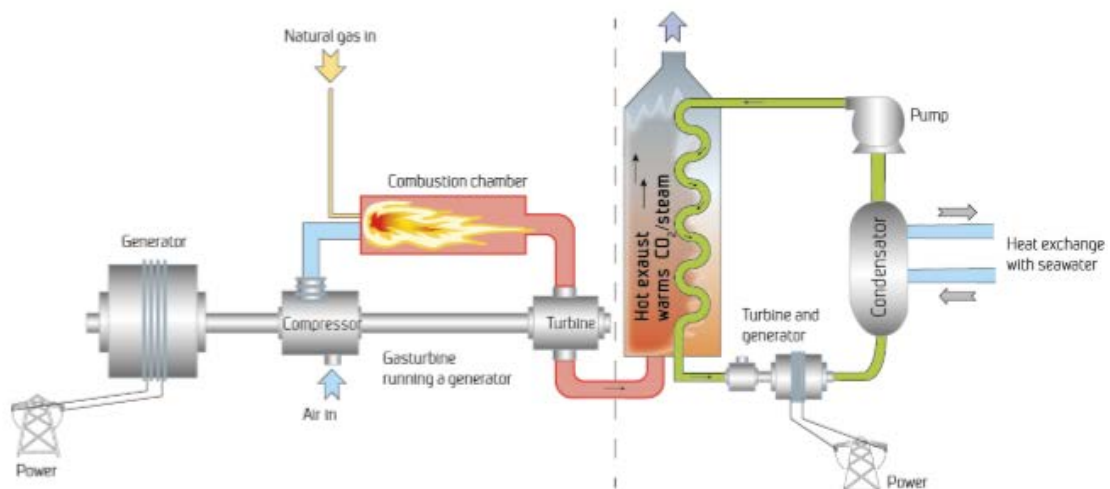 Natural gas in
Combustion chamber
Generator
Compressor
Turbine
Gasturbine
running a generator
Air in
Power
Hot exaust
warms CO₂/steam
Pump
Condensator
Heat exchange
with seawater
Turbine and
generator
Power